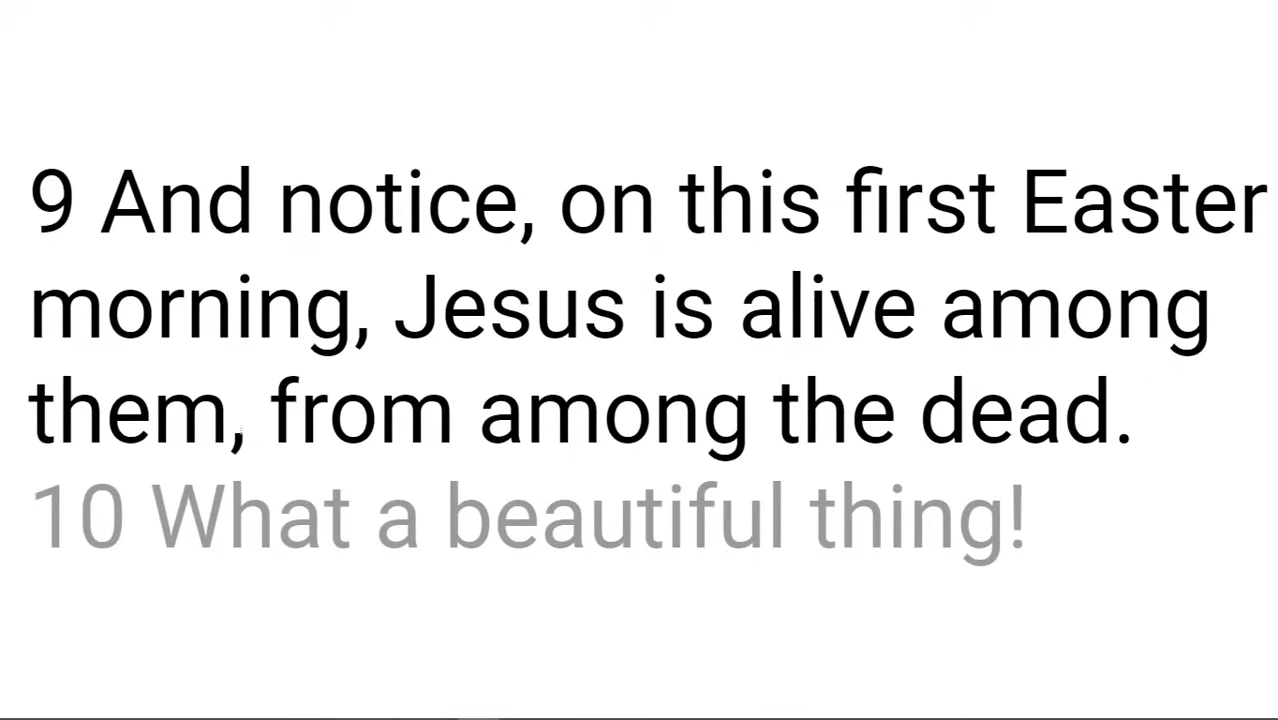 9 And notice, on this first Easter
morning, Jesus is alive among
them, from among the dead.
10 What a beautiful thing!